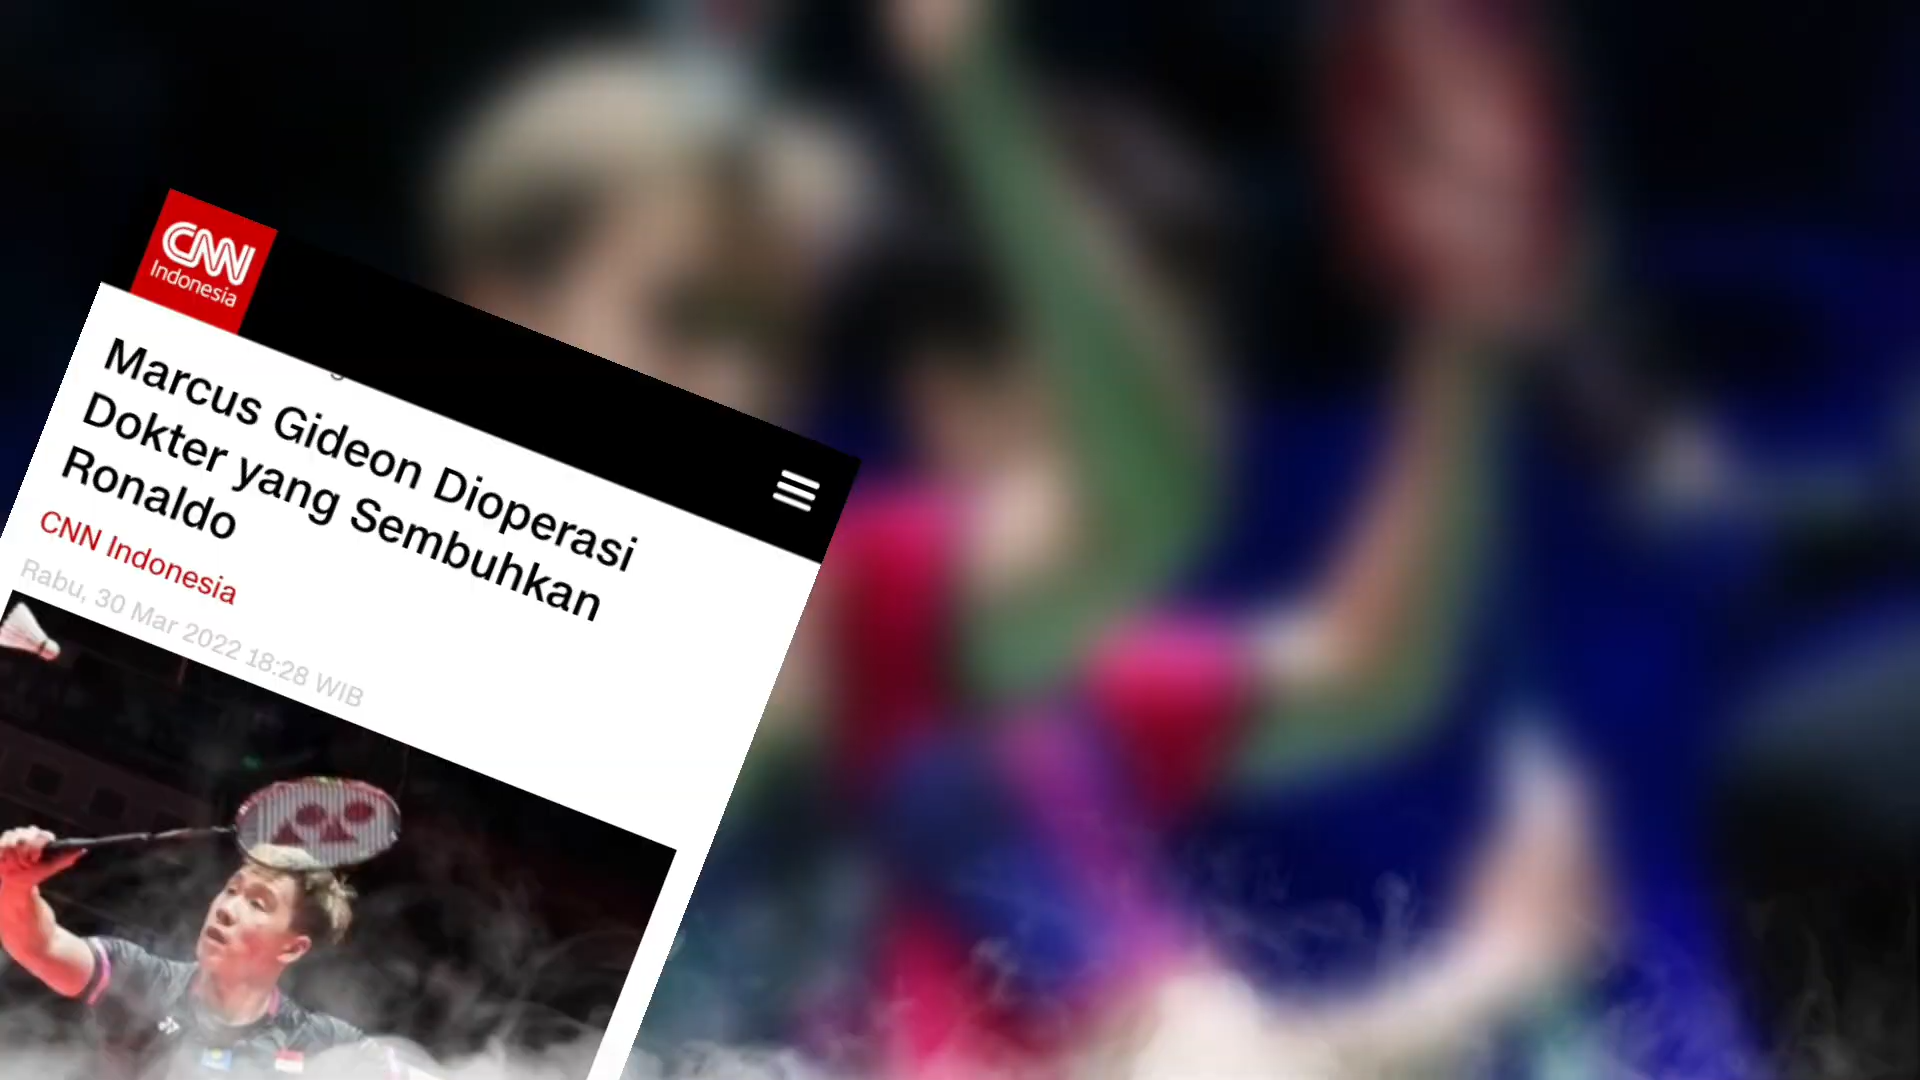 CNN
Indonesia
Marcus Gideon Dioperasi
Dokter yang Sembuhkan
Ronaldo
CNN Indonesia
Rabu, 30 Mar 2022 18:28 WIB